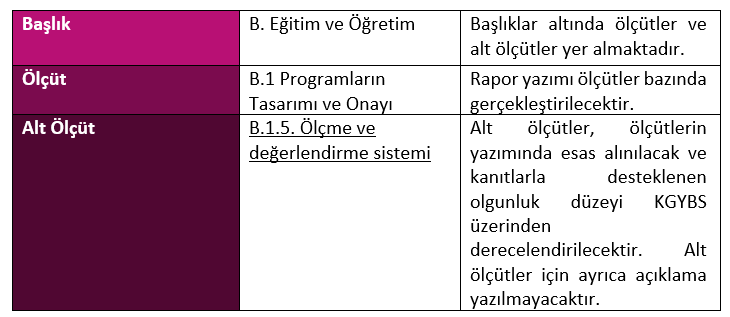 Başlık
B. Eğitim ve Öğretim
Başlıklar altında ölçütler ve
alt ölçütler yer almaktadır.
Ölçüt
B.1 Programların
Tasarımı ve Onayı
Rapor yazımı ölçütler bazında
gerçekleştirilecektir.
Alt Ölçüt
B.1.5. Ölçme ve
değerlendirme sistemi
Alt ölçütler, ölçütlerin
yazımında esas alınılacak ve
kanıtlarla desteklenen
olgunluk düzeyi KGYBS
üzerinden
derecelendirilecektir. Alt
ölçütler için ayrıca açıklama
yazılmayacaktır.